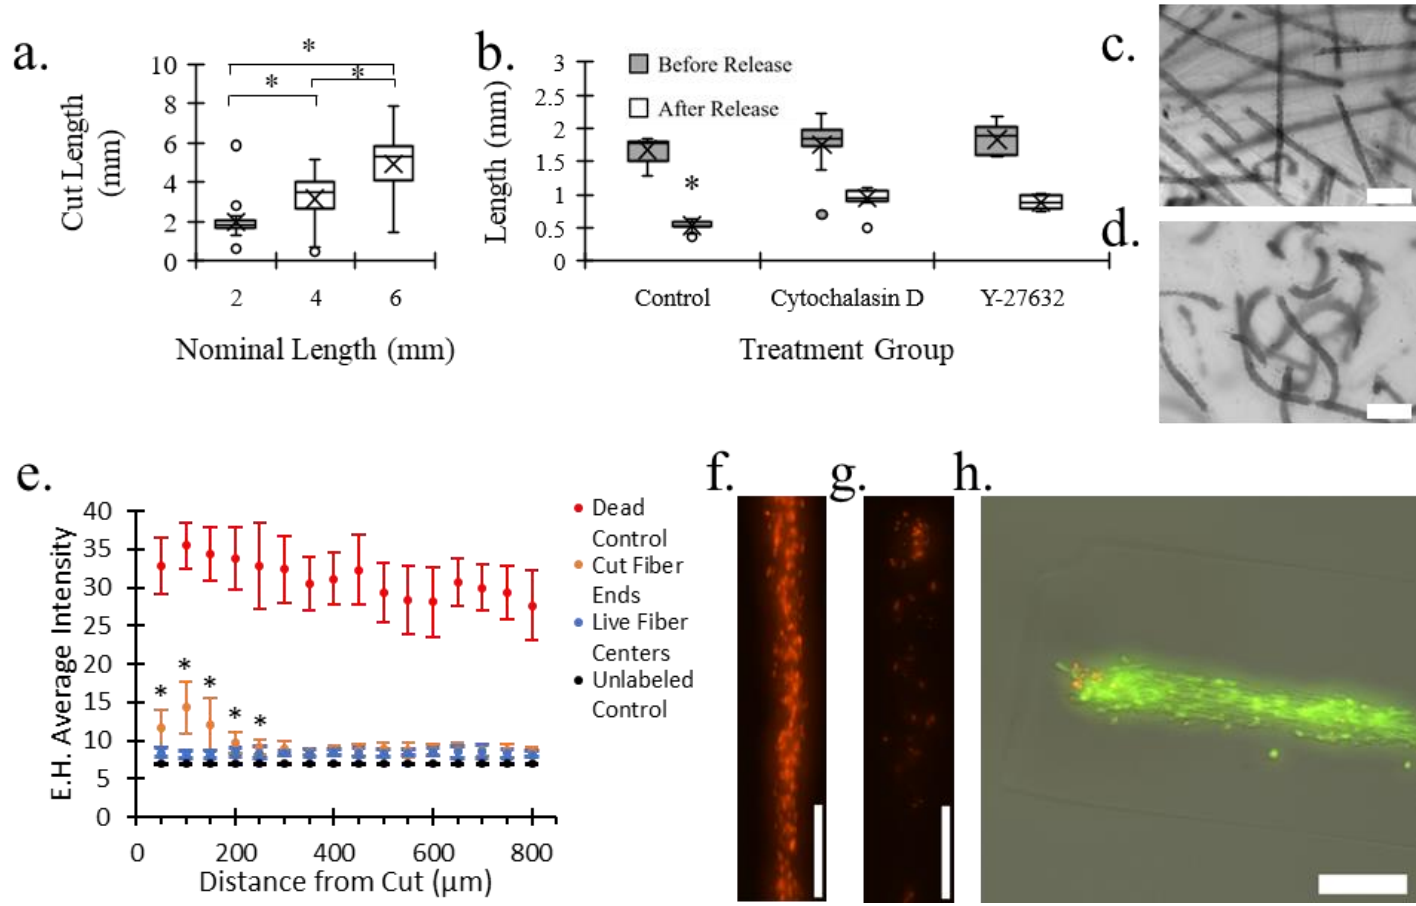 a.
Cut Length
(mm)
10
8
6
4
2
0
*
*
*
2 4 6
Nominal Length (mm)
b.
Length (mm)
3
2.5
2
1.5
1
0.5
0
Before Release
After Release
*
Control Cytochalasin D Y-27632
Treatment Group
c.
d.
e.
E.H. Average Intensity
40
35
30
25
20
15
10
5
0
* * * * *
0 200 400 600 800
Distance from Cut (μm)
Dead
Control
Cut Fiber
Ends
Live Fiber
Centers
Unlabeled
Control
f.
g.
h.